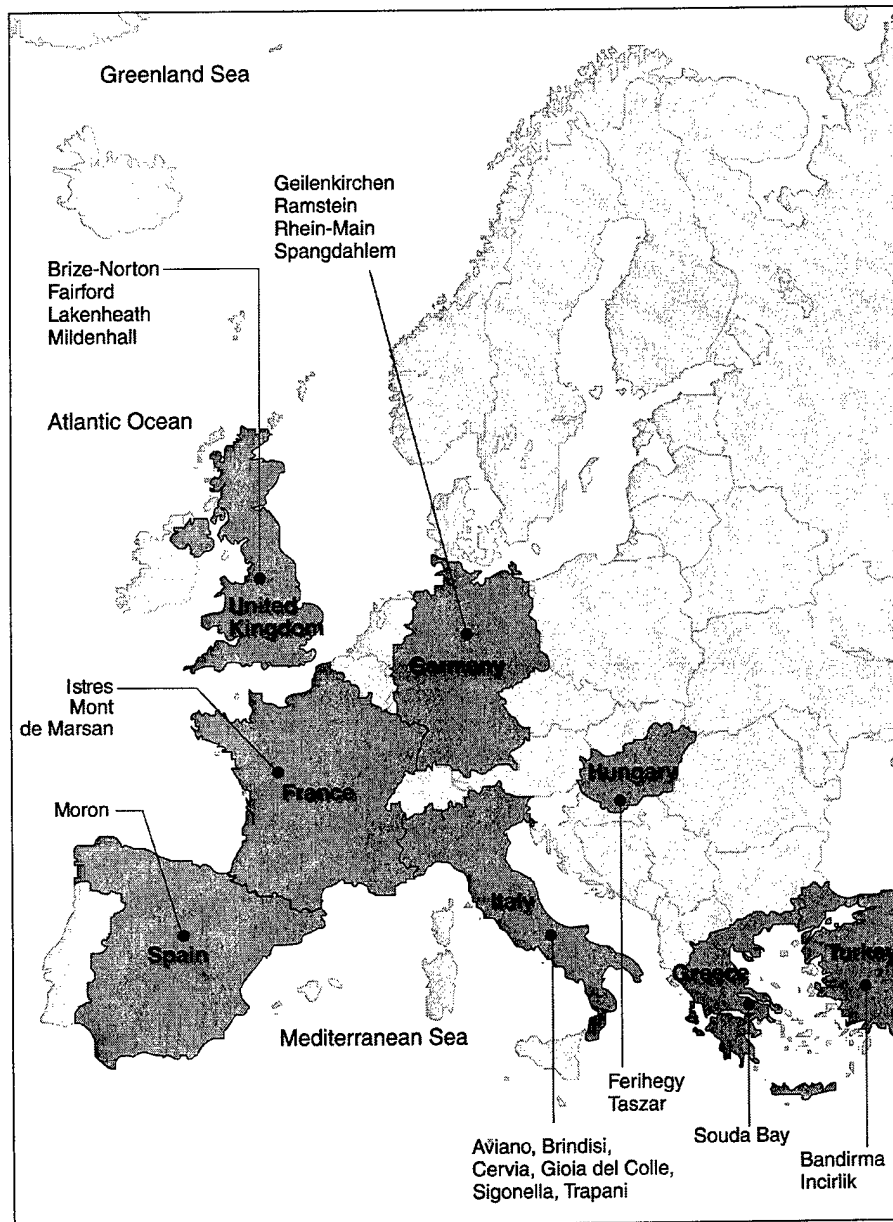 Greenland Sea
Geilenkirchen
Ramstein
Rhein-Main
Spangdahlem
Brize-Norton
Fairford
Lakenheath
Mildenhall
Atlantic Ocean
United
Kingdom
Germany
Istres
Mont
de Marsan
France
Hungary
Moron
Spain
Italy
Greece
Turkey
Mediterranean Sea
Ferihegy
Taszar
Souda Bay
Aviano, Brindisi,
Cervia, Gioia del Colle,
Sigonella, Trapani
Bandirma
Incirlik